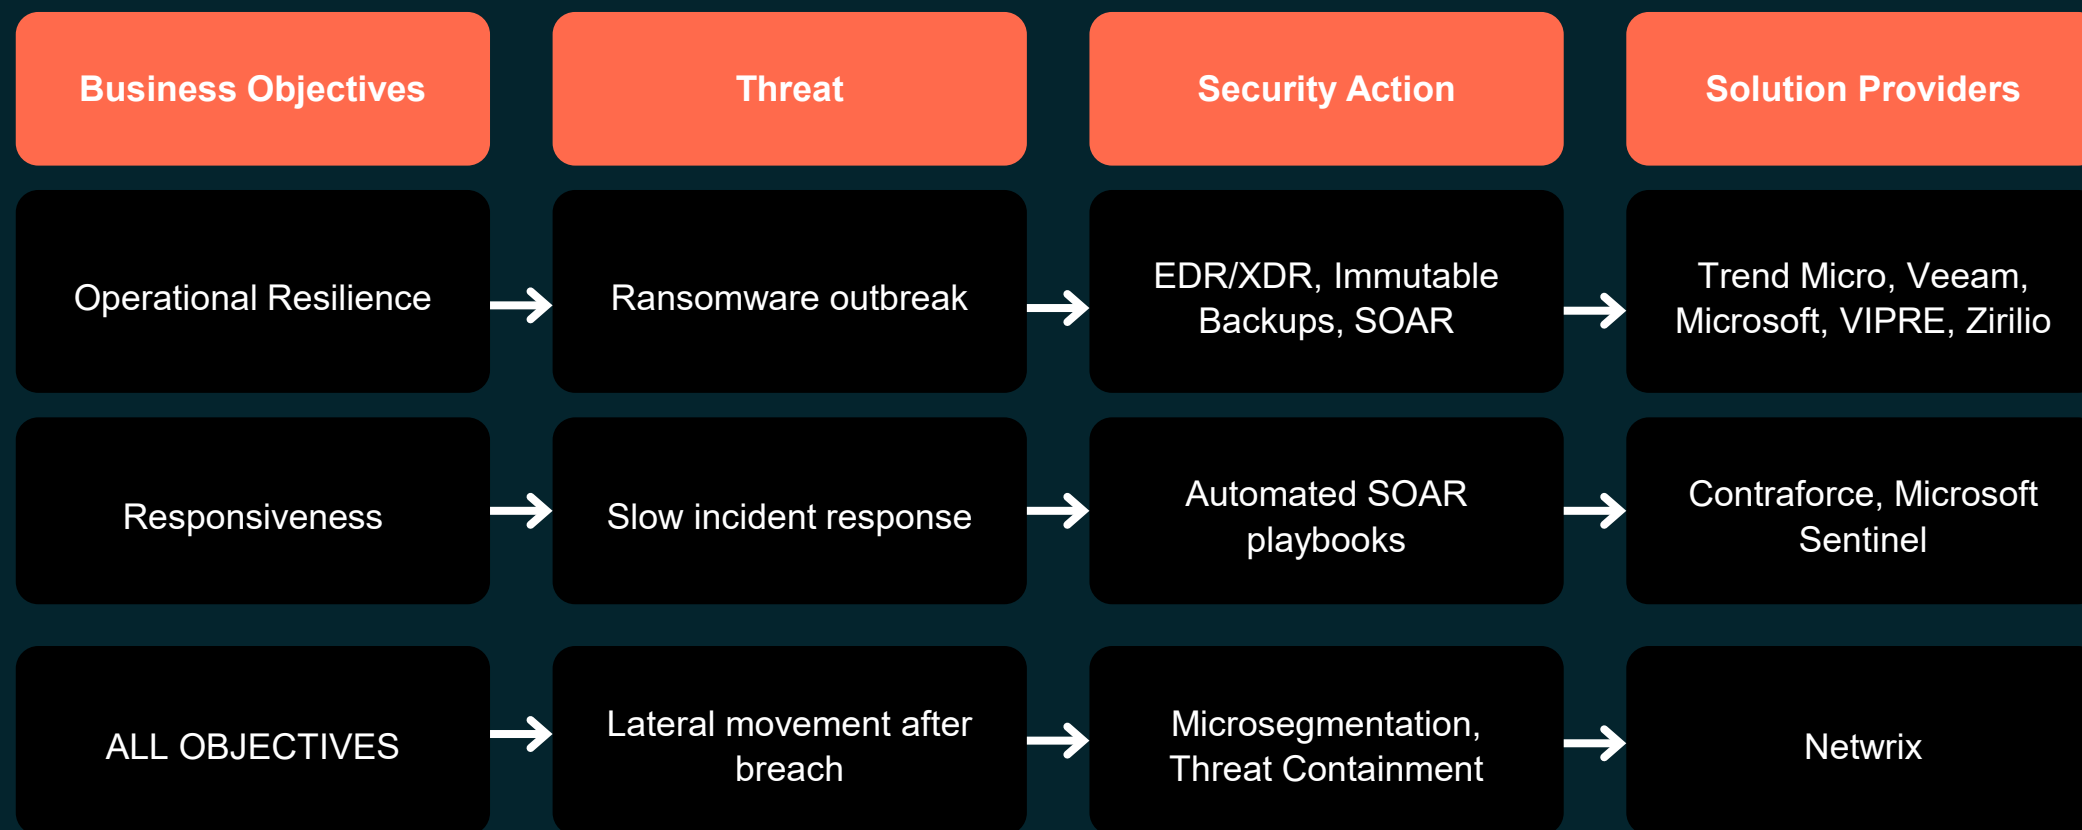 Business Objectives
Threat
Security Action
Solution Providers
Operational Resilience
Ransomware outbreak
EDR/XDR, Immutable
Backups, SOAR
Trend Micro, Veeam,
Microsoft, VIPRE, Zirilio
Responsiveness
Slow incident response
Automated SOAR
playbooks
Contraforce, Microsoft
Sentinel
ALL OBJECTIVES
Lateral movement after
breach
Microsegmentation,
Threat Containment
Netwrix